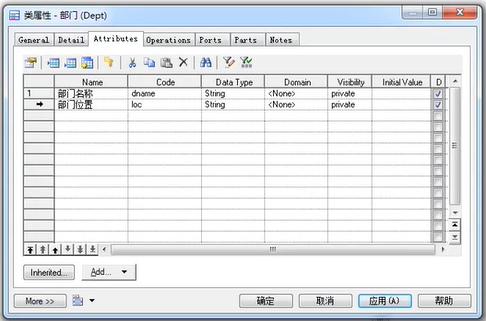 类属性 - 部门 (Dept)
General Detail Attributes Operations Ports Parts Notes
Name Code Data Type Domain Visibility Initial Value D
1 部门名称 dname String <None> private
部门位置 loc String <None> private
Inherited... Add...
More >> 确定 取消 应用(A) 帮助